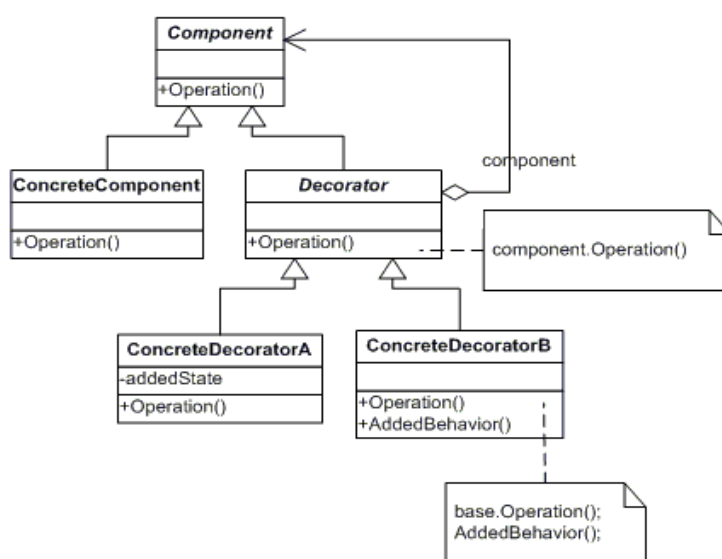 Component
+Operation()
component
ConcreteComponent
+Operation()
Decorator
+Operation()
component.Operation()
ConcreteDecoratorA
-addedState
+Operation()
ConcreteDecoratorB
+Operation()
+AddedBehavior()
base.Operation();
AddedBehavior();